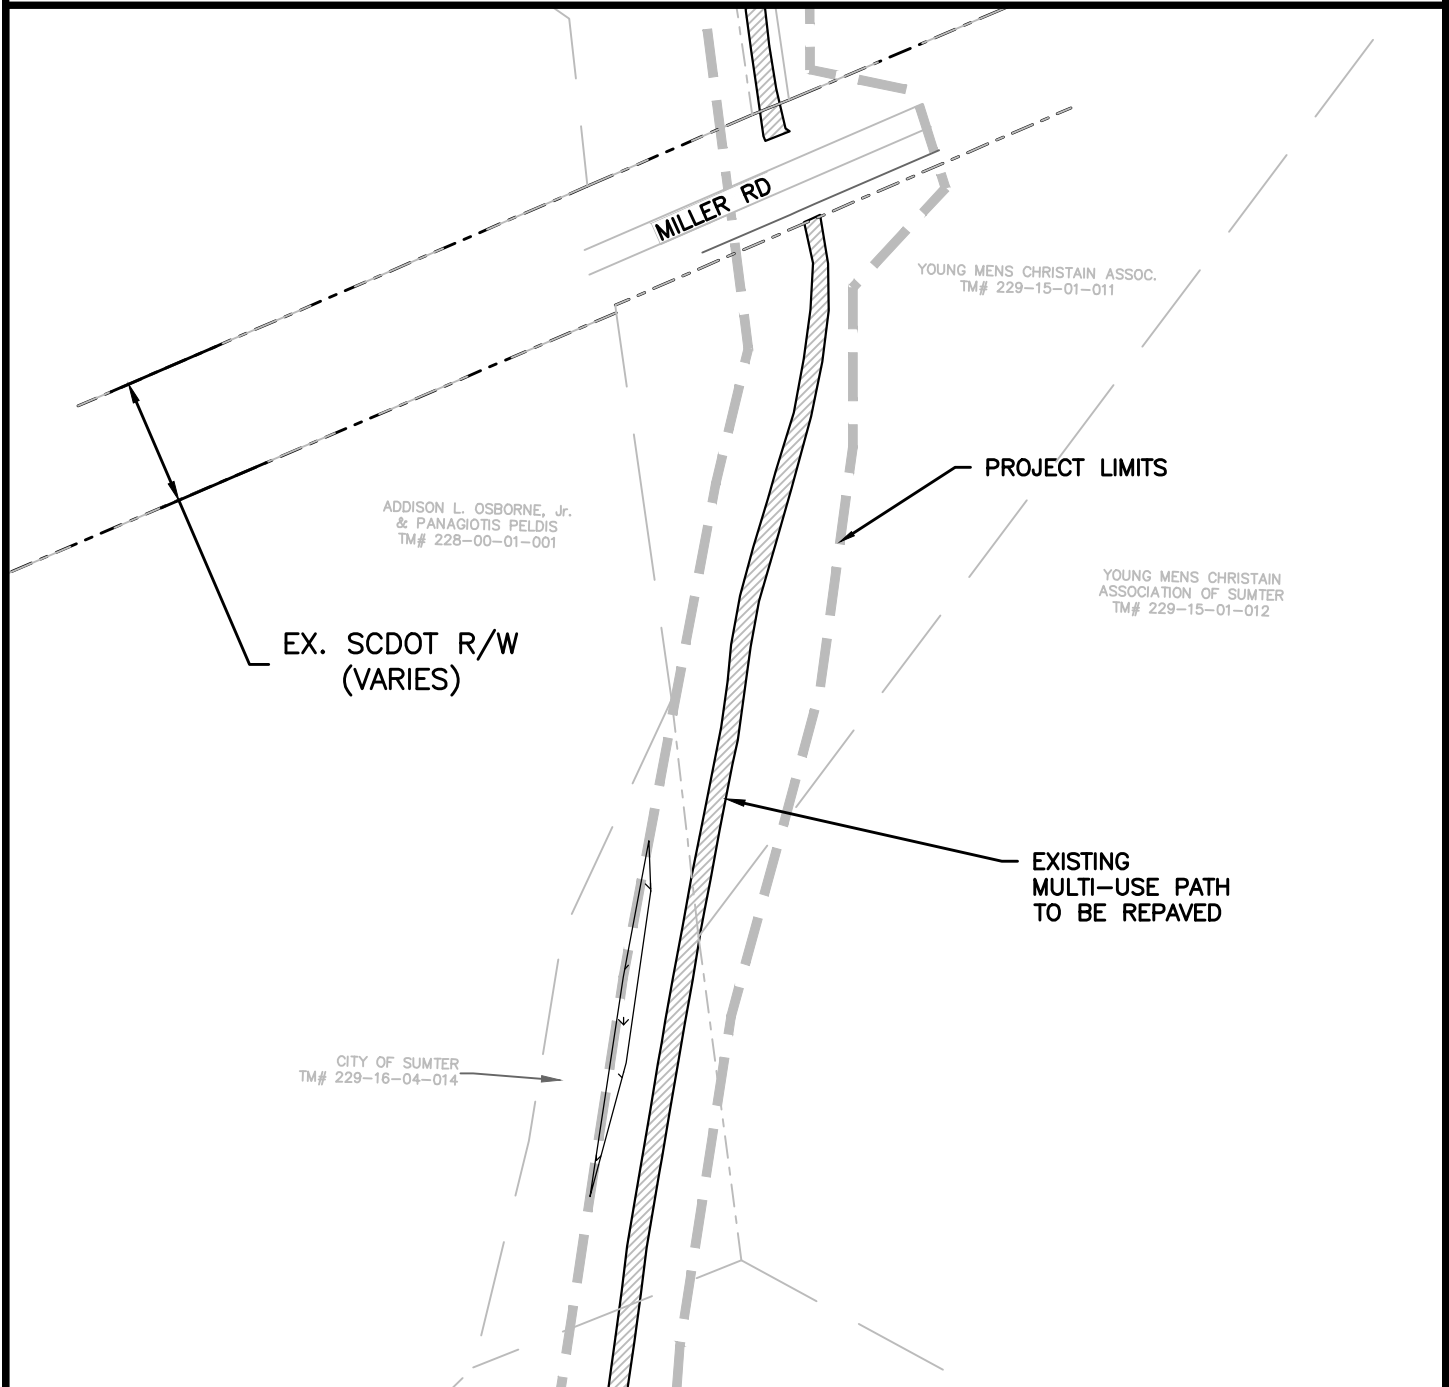 MILLER RD
YOUNG MENS CHRISTAIN ASSOC.
TM# 229-15-01-011
PROJECT LIMITS
ADDISON L. OSBORNE, Jr.
& PANAGIOTIS PELDIS
TM# 228-00-01-001
YOUNG MENS CHRISTAIN
ASSOCIATION OF SUMTER
TM# 229-15-01-012
EX. SCDOT R/W
(VARIES)
EXISTING
MULTI-USE PATH
TO BE REPAVED
CITY OF SUMTER
TM# 229-16-04-014